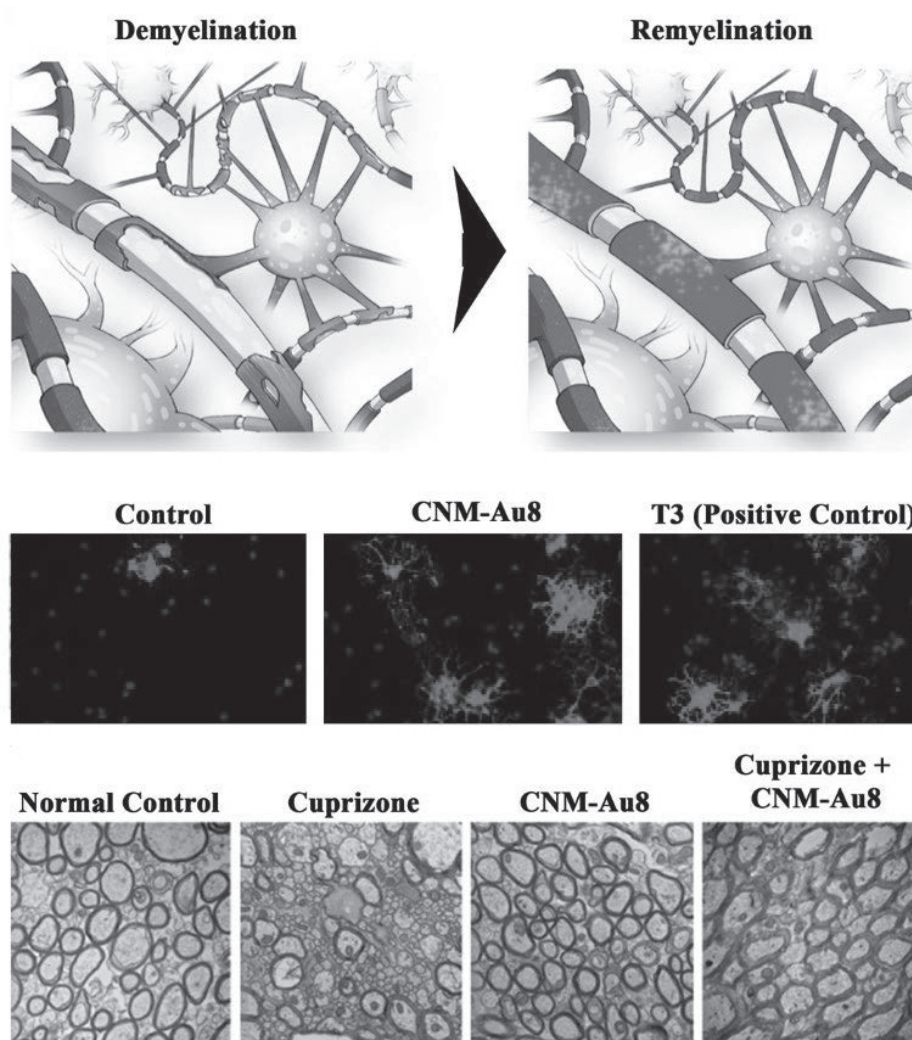 Demyelination
Remyelination
Control
CNM-Au8
T3 (Positive Control)
Normal Control
Cuprizone
CNM-Au8
Cuprizone +
CNM-Au8